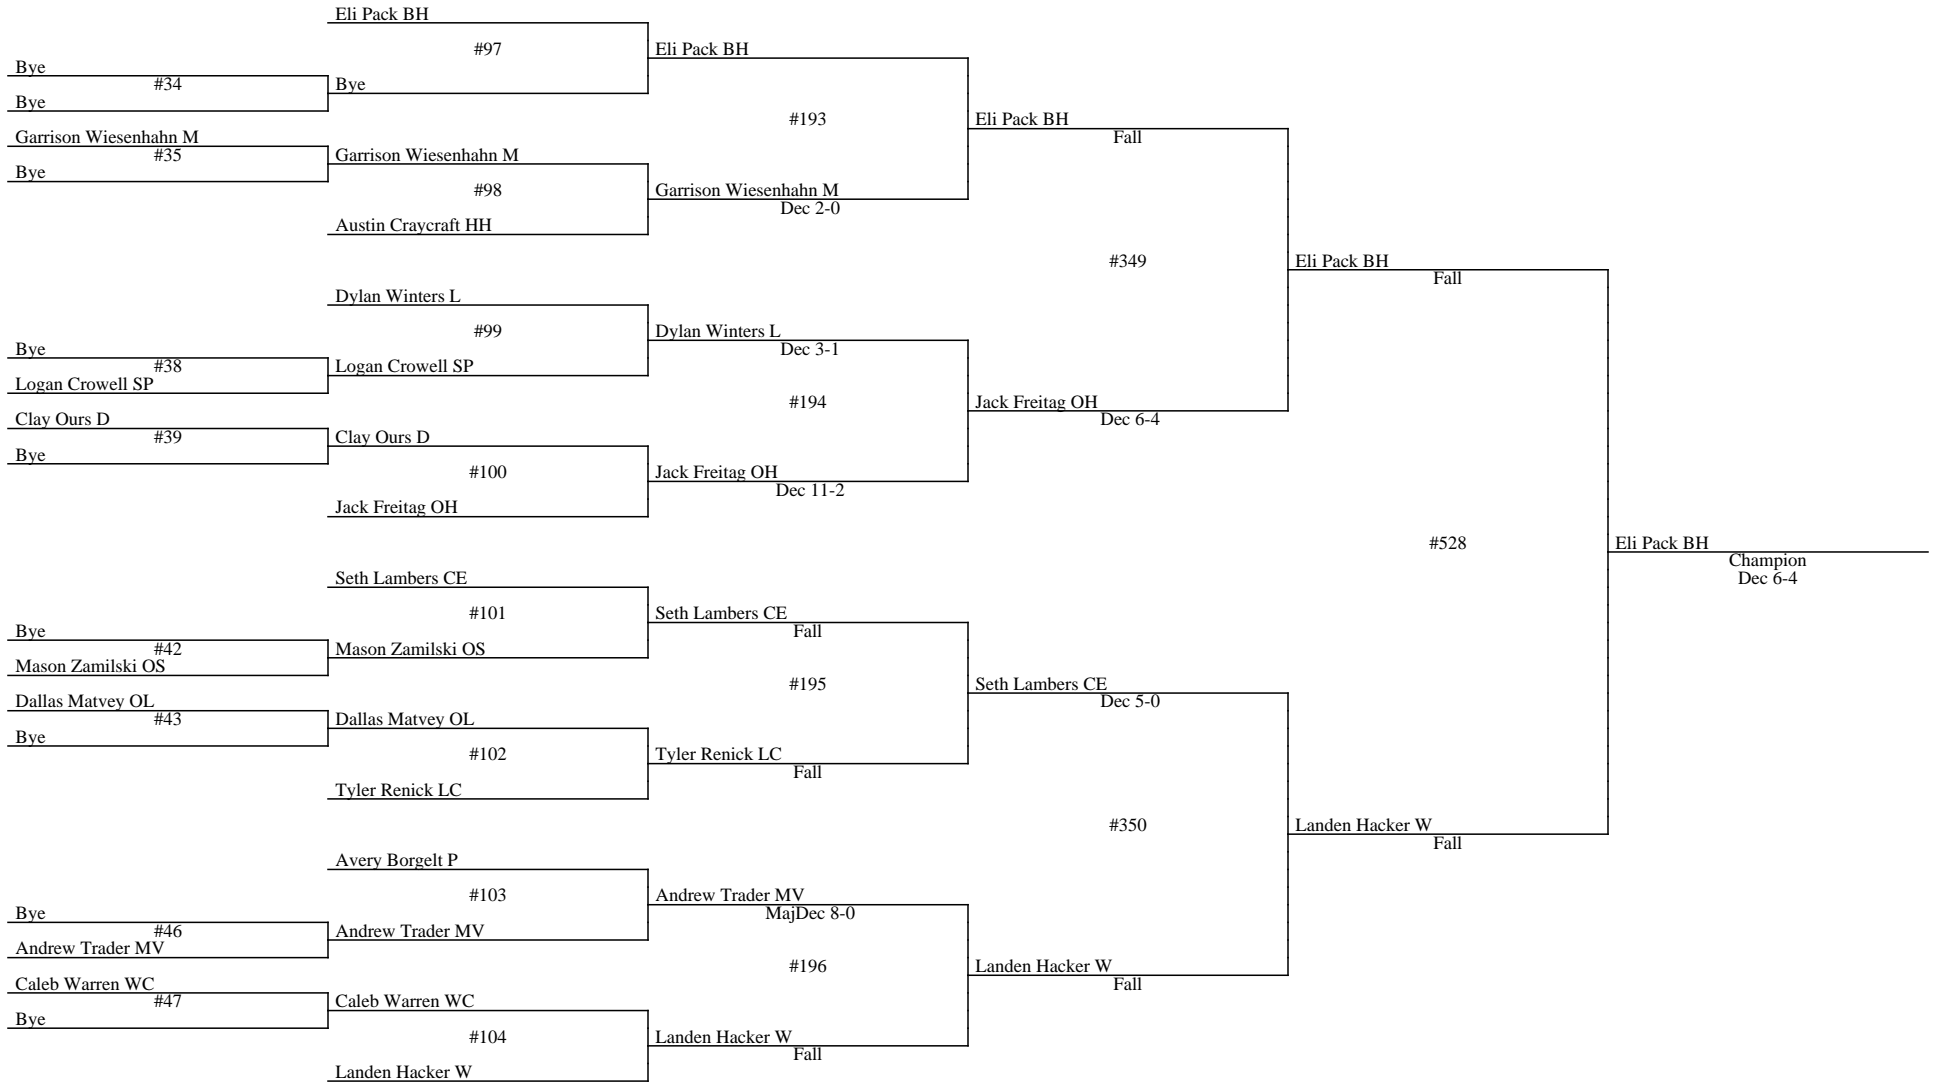 Eli Pack BH
#97
Eli Pack BH
Bye
#34
Bye
Bye
Garrison Wiesenhahn M
#35
Bye
Garrison Wiesenhahn M
#98
Austin Craycraft HH
Garrison Wiesenhahn M
Dec 2-0
#193
Eli Pack BH
Fall
Dylan Winters L
#99
Dylan Winters L
Dec 3-1
Bye
#38
Logan Crowell SP
Logan Crowell SP
Clay Ours D
#39
Bye
Clay Ours D
#100
Jack Freitag OH
Jack Freitag OH
Dec 11-2
#194
Jack Freitag OH
Dec 6-4
#349
Eli Pack BH
Fall
Seth Lambers CE
#101
Seth Lambers CE
Fall
Bye
#42
Mason Zamilski OS
Mason Zamilski OS
Dallas Matvey OL
#43
Bye
Dallas Matvey OL
#102
Tyler Renick LC
Tyler Renick LC
Fall
#195
Seth Lambers CE
Dec 5-0
Avery Borgelt P
#103
Andrew Trader MV
MajDec 8-0
Bye
#46
Andrew Trader MV
Andrew Trader MV
Caleb Warren WC
#47
Bye
Caleb Warren WC
#104
Landen Hacker W
Landen Hacker W
Fall
#196
Landen Hacker W
Fall
#350
Landen Hacker W
Fall
#528
Eli Pack BH
Champion
Dec 6-4